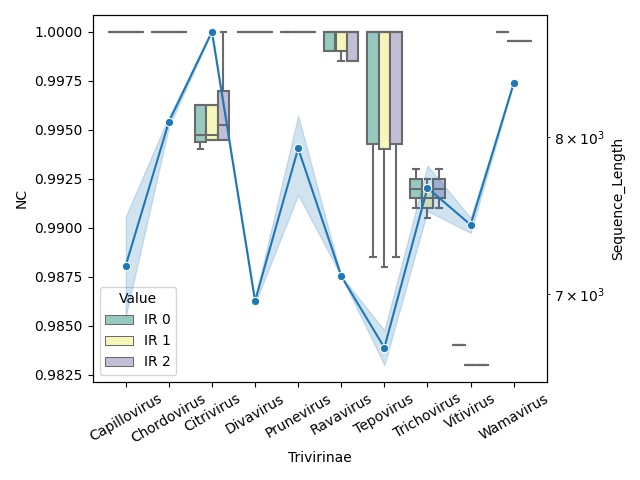 1.0000
0.9975
0.9950
0.9925
0.9900
0.9875
0.9850
0.9825
NC
8 × 10³
7 × 10³
Sequence_Length
Value
IR 0
IR 1
IR 2
Capillovirus
Chordovirus
Citrivirus
Divavirus
Prunevirus
Ravavirus
Tepovirus
Trichovirus
Vitivirus
Wamavirus
Trivirinae